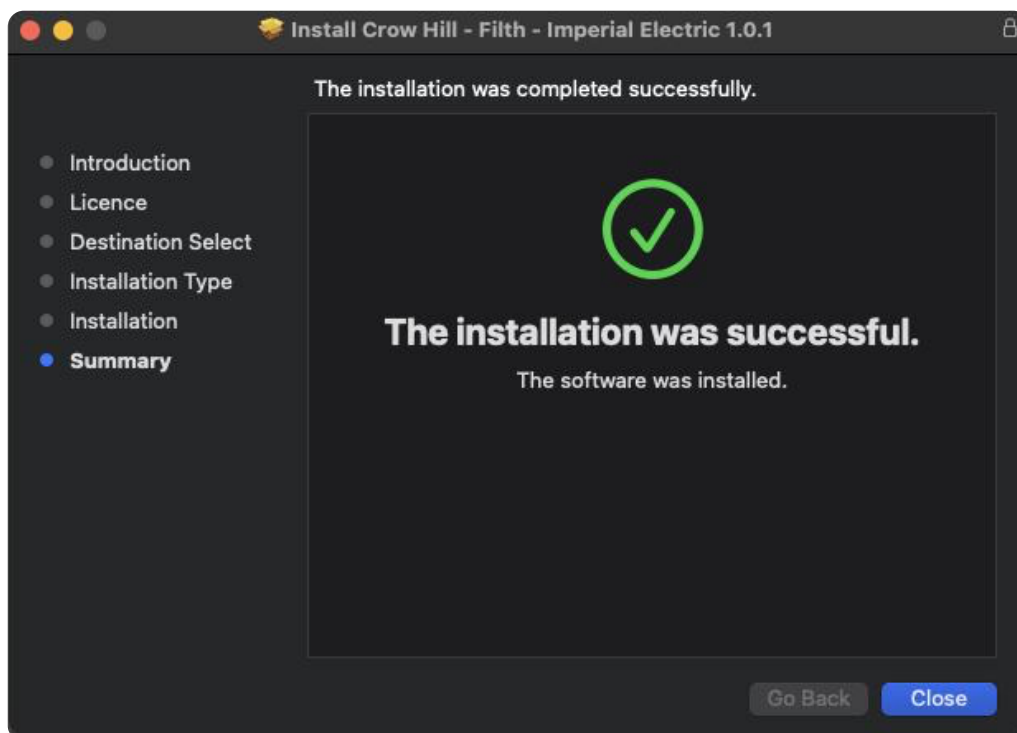 Install Crow Hill - Filth - Imperial Electric 1.0.1
The installation was completed successfully.
Introduction
Licence
Destination Select
Installation Type
Installation
Summary
The installation was successful.
The software was installed.
Go Back
Close